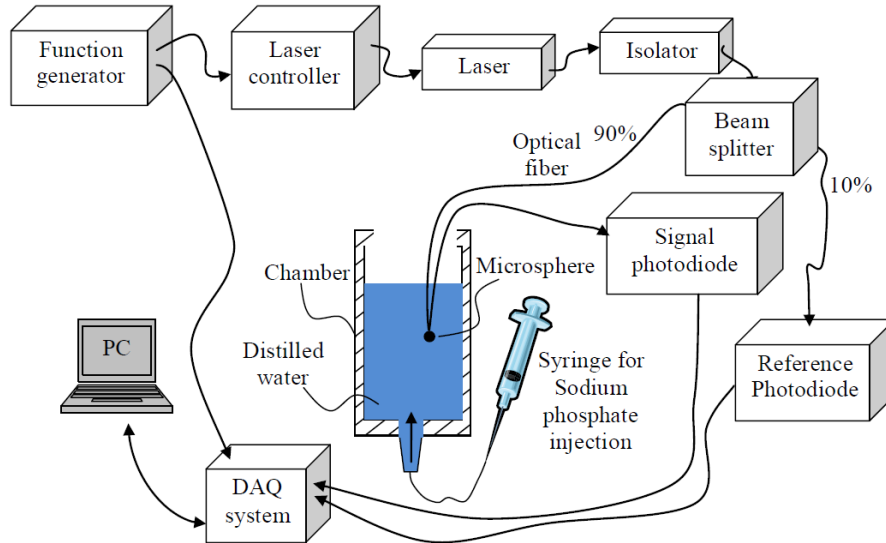 Function
generator
Laser
controller
Laser
Isolator
Beam
splitter
Optical
fiber
90%
10%
Signal
photodiode
Chamber
Microsphere
PC
Distilled
water
Syringe for
Sodium
phosphate
injection
Reference
Photodiode
DAQ
system